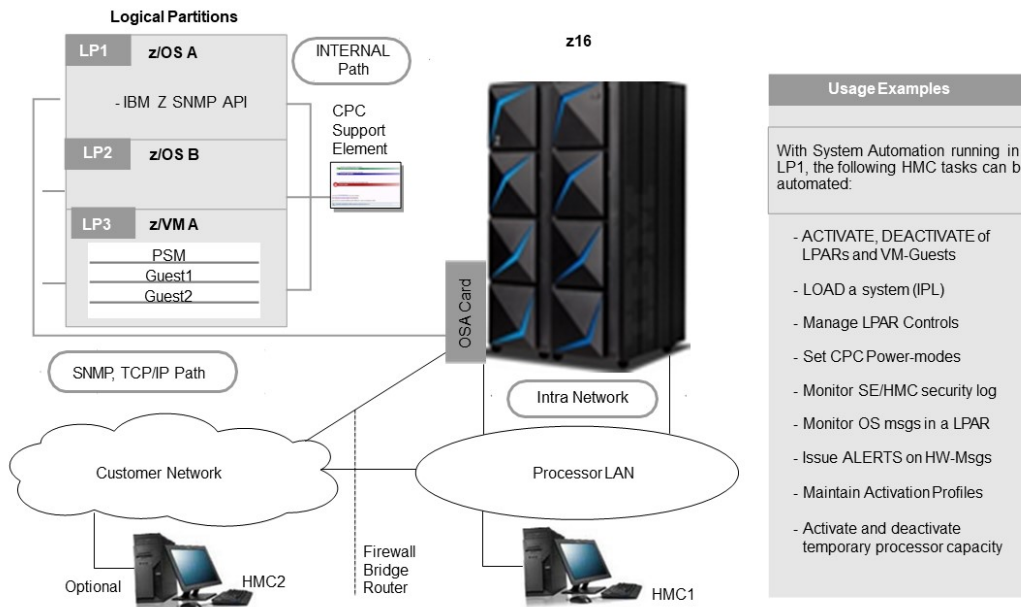 Logical Partitions
LP1
z/OS A
- IBM Z SNMP API
LP2
z/OS B
LP3
z/VM A
PSM
Guest1
Guest2
INTERNAL
Path
CPC
Support
Element
z16
OSA Card
SNMP, TCP/IP Path
Intra Network
Customer Network
Processor LAN
Optional
HMC2
Firewall
Bridge
Router
HMC1
Usage Examples
With System Automation running in
LP1, the following HMC tasks can b
automated:
- ACTIVATE, DEACTIVATE of
LPARs and VM-Guests
- LOAD a system (IPL)
- Manage LPAR Controls
- Set CPC Power-modes
- Monitor SE/HMC security log
- Monitor OS msgs in a LPAR
- Issue ALERTS on HW-Msgs
- Maintain Activation Profiles
- Activate and deactivate
temporary processor capacity